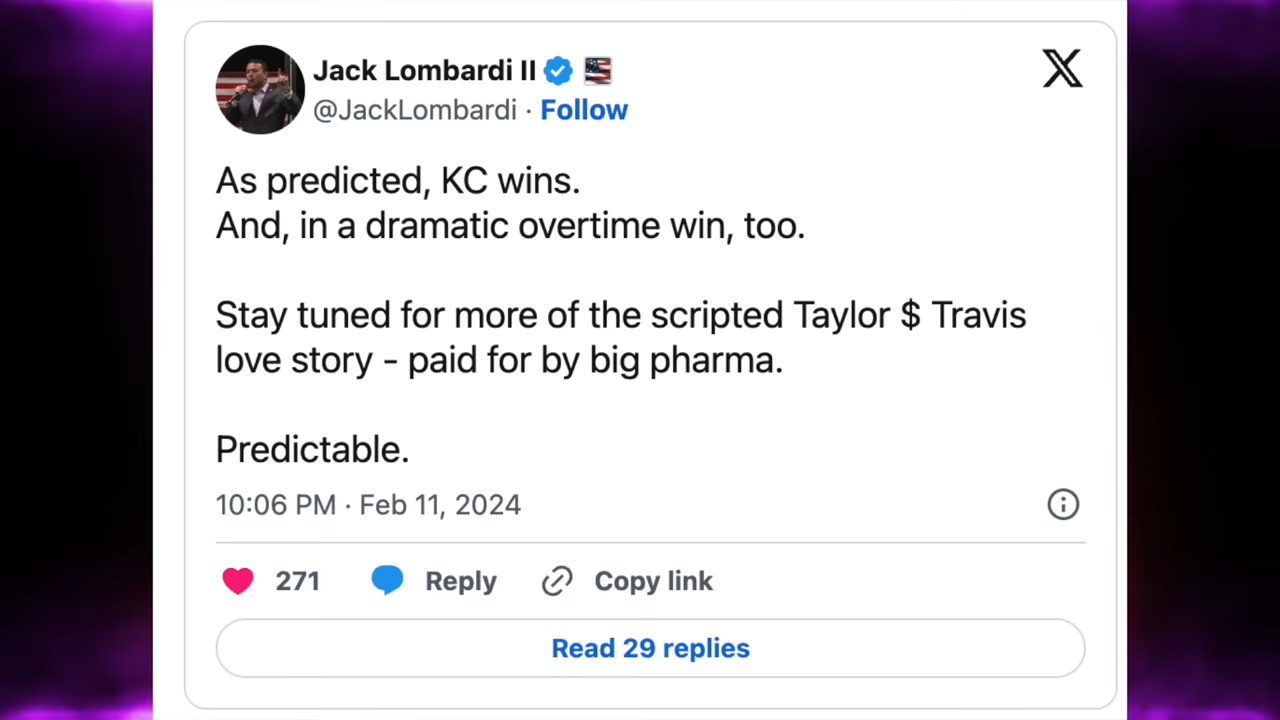 Jack Lombardi II
@JackLombardi · Follow
As predicted, KC wins.
And, in a dramatic overtime win, too.
Stay tuned for more of the scripted Taylor $ Travis
love story - paid for by big pharma.
Predictable.
10:06 PM · Feb 11, 2024
271 Reply Copy link
Read 29 replies